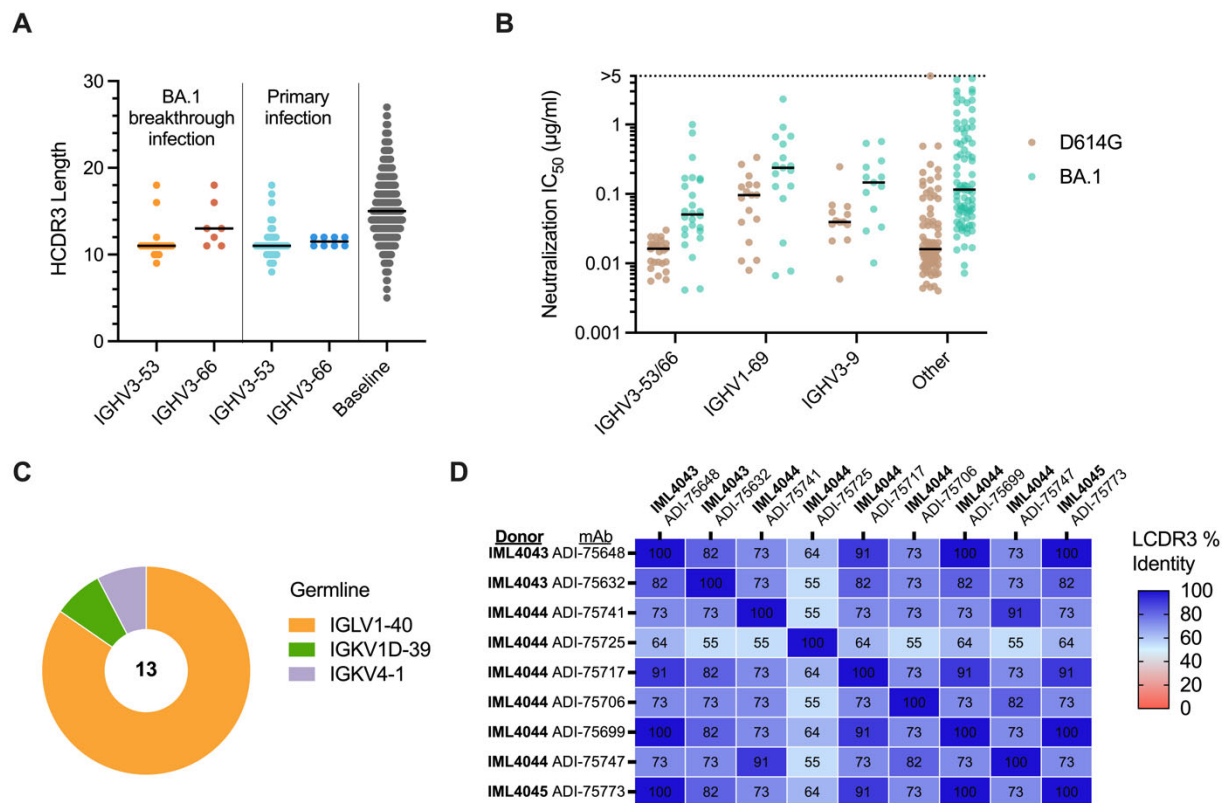 A
HCDR3 Length
30
20
10
0
BA.1
breakthrough
infection
Primary
infection
IGHV3-53
IGHV3-66
IGHV3-53
IGHV3-66
Baseline
B
Neutralization IC50 (µg/ml)
>5
1
0.1
0.01
0.001
IGHV3-53/66
IGHV1-69
IGHV3-9
Other
D614G
BA.1
C
13
Germline
IGLV1-40
IGKV1D-39
IGKV4-1
D
IML4043 ADI-75648
IML4043 ADI-75632
IML4044 ADI-75741
IML4044 ADI-75725
IML4044 ADI-75717
IML4044 ADI-75706
IML4044 ADI-75699
IML4044 ADI-75747
IML4045 ADI-75773
Donor mAb
IML4043 ADI-75648 100 82 73 64 91 73 100 73 100
IML4043 ADI-75632 82 100 73 55 82 73 82 73 82
IML4044 ADI-75741 73 73 100 55 73 73 73 91 73
IML4044 ADI-75725 64 55 55 100 64 55 64 55 64
IML4044 ADI-75717 91 82 73 64 100 73 91 73 91
IML4044 ADI-75706 73 73 73 55 73 100 73 82 73
IML4044 ADI-75699 100 82 73 64 91 73 100 73 100
IML4044 ADI-75747 73 73 91 55 73 82 73 100 73
IML4045 ADI-75773 100 82 73 64 91 73 100 73 100
LCDR3 %
Identity
100
80
60
40
20
0